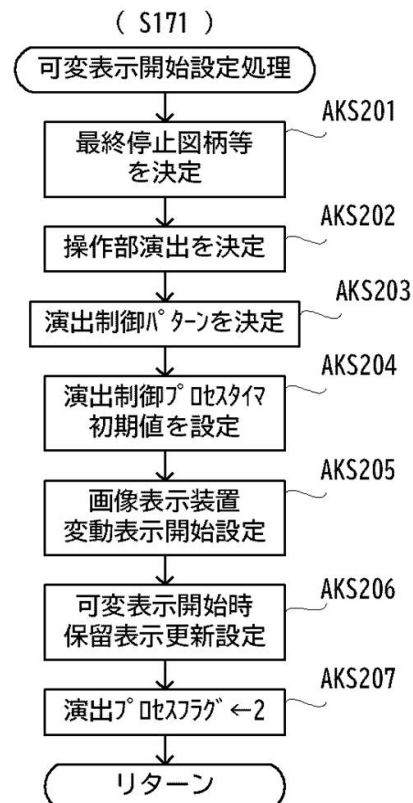 ( S171 )
可変表示開始設定処理
AKS201
最終停止図柄等
を決定
AKS202
操作部演出を決定
AKS203
演出制御ﾊﾟﾀｰﾝを決定
AKS204
演出制御ﾌﾟﾛｾｽﾀｲﾏ
初期値を設定
AKS205
画像表示装置
変動表示開始設定
AKS206
可変表示開始時
保留表示更新設定
AKS207
演出ﾌﾟﾛｾｽﾌﾗｸﾞ←2
リターン